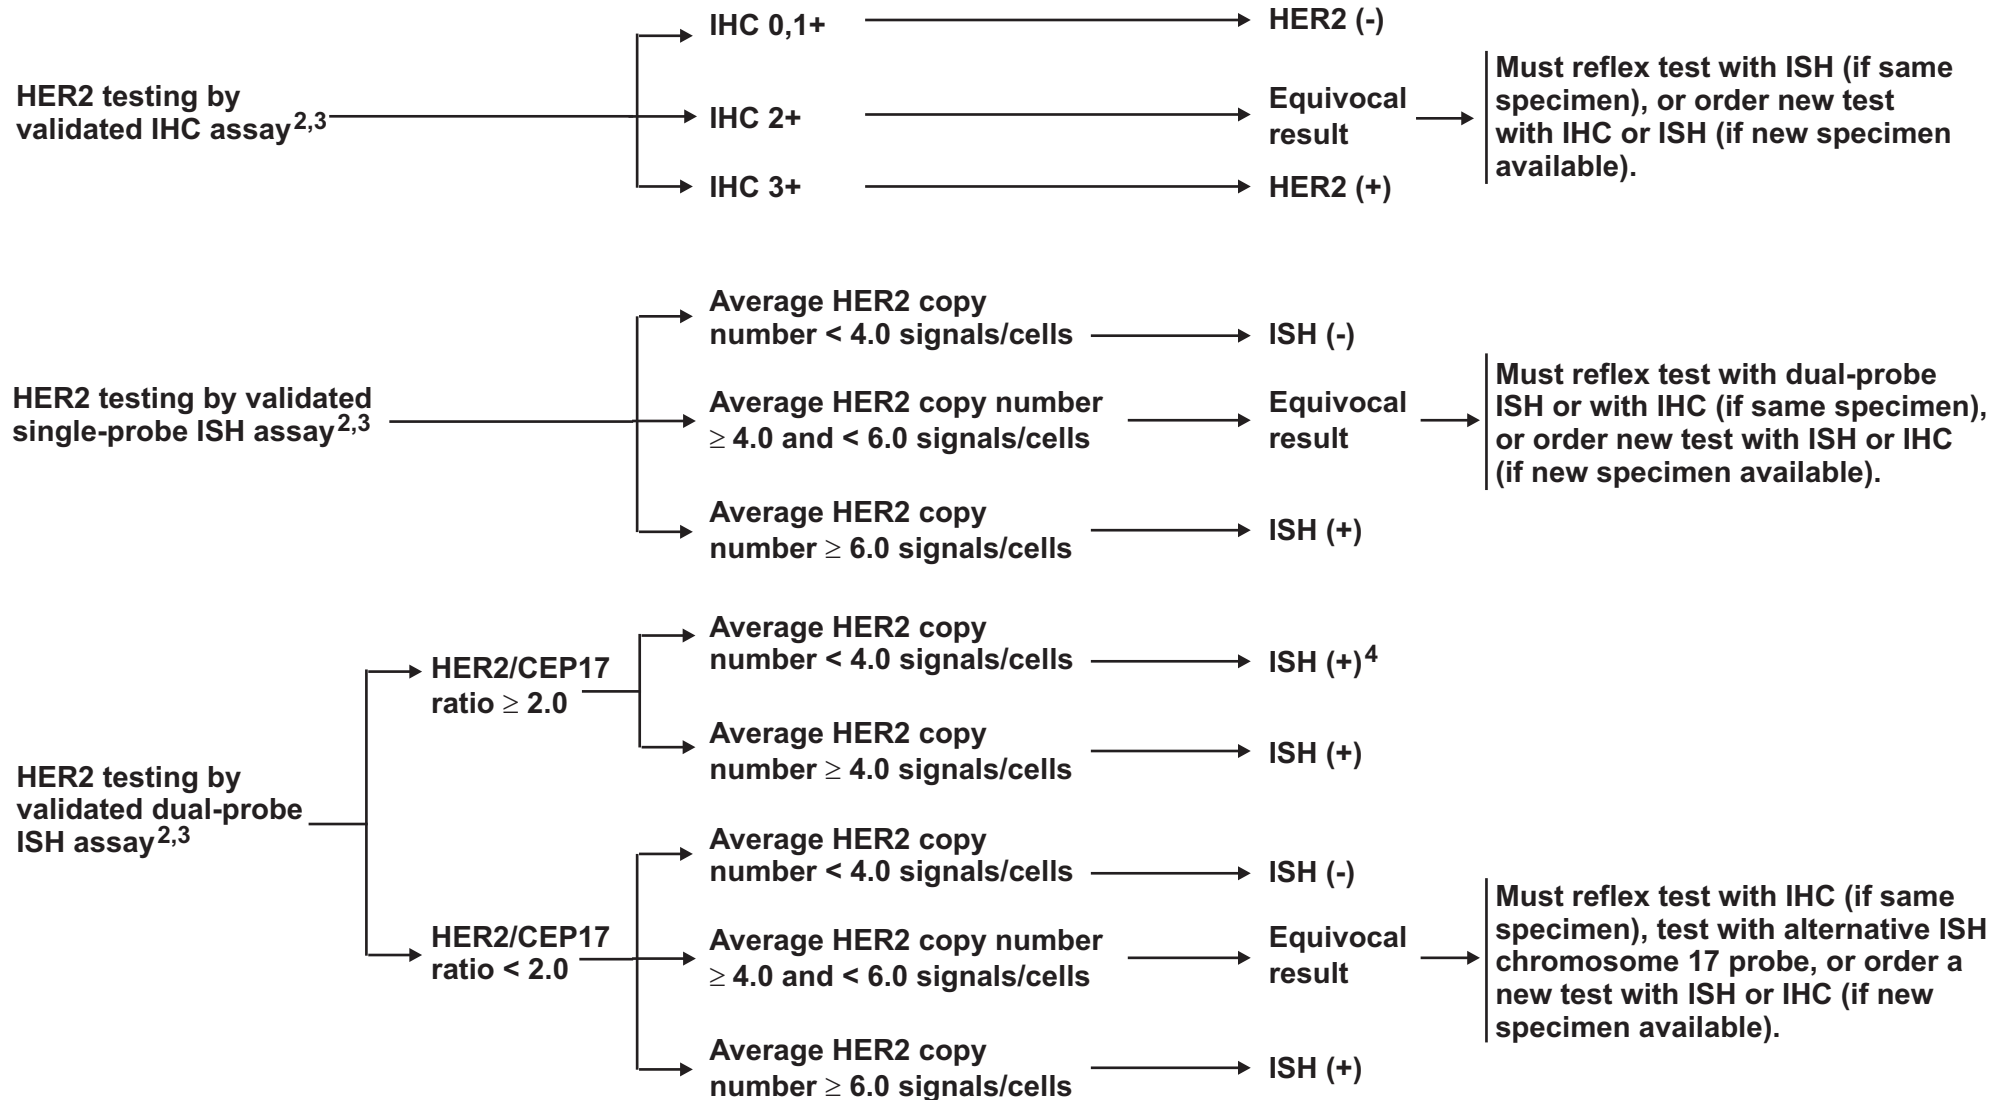 HER2 testing by
validated IHC assay2,3
IHC 0,1+
HER2 (-)
IHC 2+
Equivocal
result
Must reflex test with ISH (if same
specimen), or order new test
with IHC or ISH (if new specimen
available).
IHC 3+
HER2 (+)
HER2 testing by validated
single-probe ISH assay2,3
Average HER2 copy
number < 4.0 signals/cells
ISH (-)
Average HER2 copy number
≥ 4.0 and < 6.0 signals/cells
Equivocal
result
Must reflex test with dual-probe
ISH or with IHC (if same specimen),
or order new test with ISH or IHC
(if new specimen available).
Average HER2 copy
number ≥ 6.0 signals/cells
ISH (+)
HER2 testing by
validated dual-probe
ISH assay2,3
HER2/CEP17
ratio ≥ 2.0
Average HER2 copy
number < 4.0 signals/cells
ISH (+)4
Average HER2 copy
number ≥ 4.0 signals/cells
ISH (+)
HER2/CEP17
ratio < 2.0
Average HER2 copy
number < 4.0 signals/cells
ISH (-)
Average HER2 copy number
≥ 4.0 and < 6.0 signals/cells
Equivocal
result
Must reflex test with IHC (if same
specimen), test with alternative ISH
chromosome 17 probe, or order a
new test with ISH or IHC (if new
specimen available).
Average HER2 copy
number ≥ 6.0 signals/cells
ISH (+)